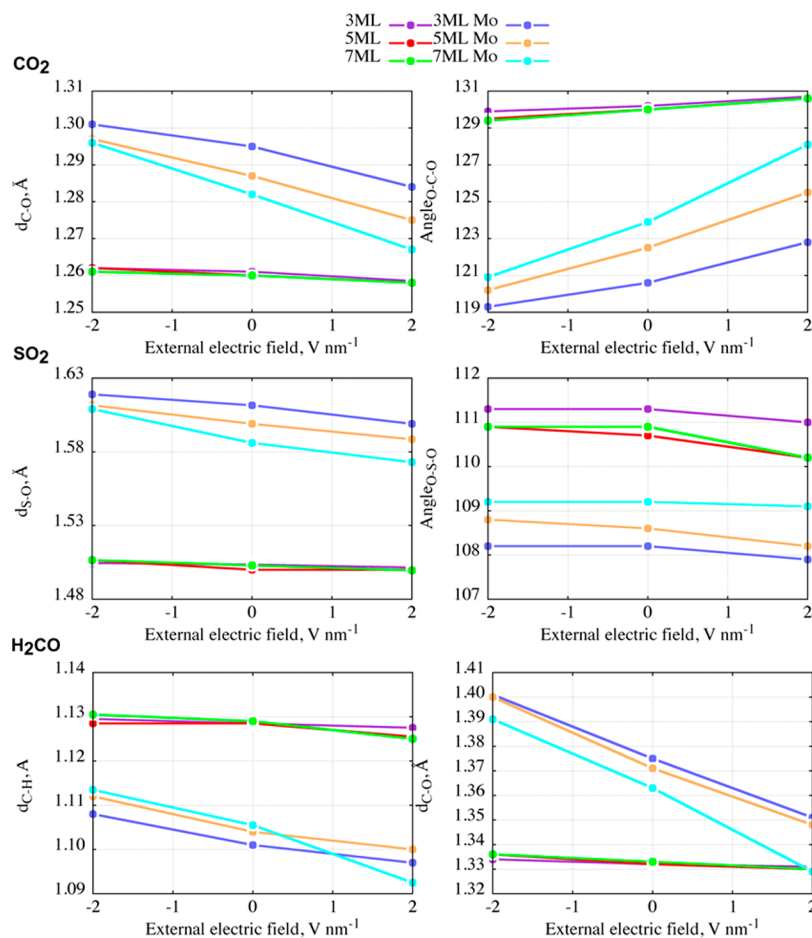 3ML 3ML Mo
5ML 5ML Mo
7ML 7ML Mo
CO2
1.31
1.30
1.29
1.28
1.27
1.26
1.25
dC-O, Å
-2 -1 0 1 2
External electric field, V nm-1
131
129
127
125
123
121
119
AngleO-C-O
-2 -1 0 1 2
External electric field, V nm-1
SO2
1.63
1.58
1.53
1.48
dS-O, Å
-2 -1 0 1 2
External electric field, V nm-1
112
111
110
109
108
107
AngleO-S-O
-2 -1 0 1 2
External electric field, V nm-1
H2CO
1.14
1.13
1.12
1.11
1.10
1.09
dC-H, A
-2 -1 0 1 2
External electric field, V nm-1
1.41
1.40
1.39
1.38
1.37
1.36
1.35
1.34
1.33
1.32
dC-O, Å
-2 -1 0 1 2
External electric field, V nm-1